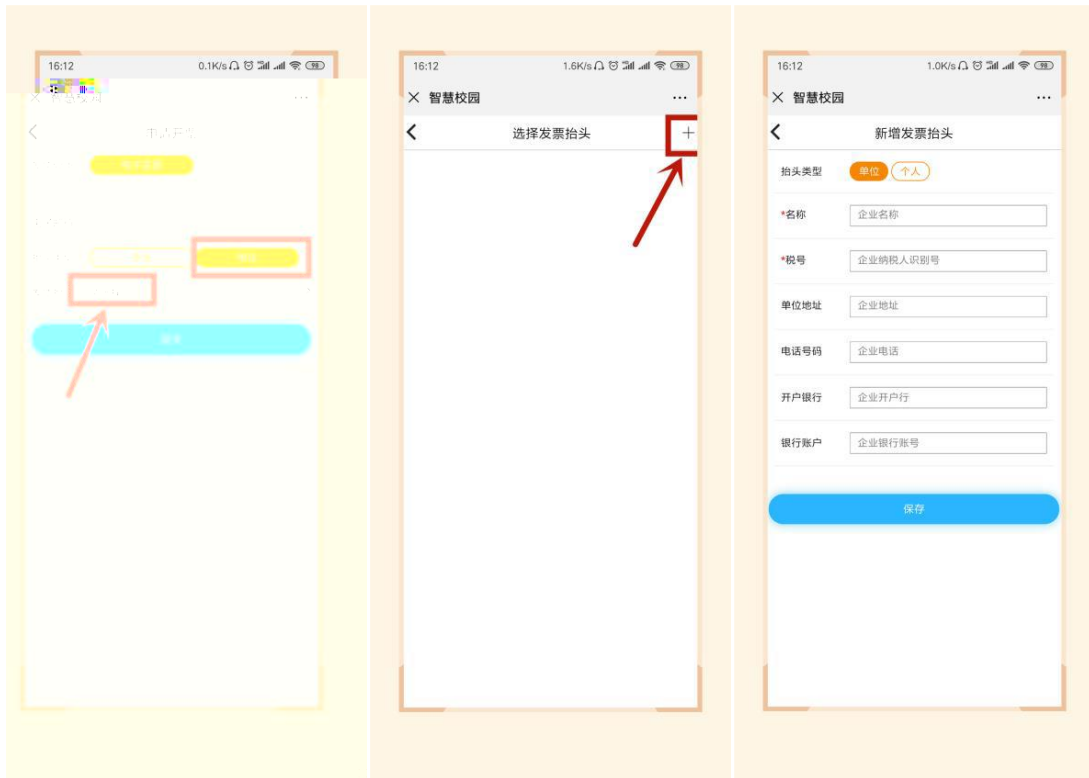 16:12
0.1K/s
98
16:12
1.6K/s
98
× 智慧校园
选择发票抬头
16:12
1.0K/s
98
× 智慧校园
新增发票抬头
抬头类型 单位 个人
*名称 企业名称
*税号 企业纳税人识别号
单位地址 企业地址
电话号码 企业电话
开户银行 企业开户行
银行账户 企业银行账号
保存